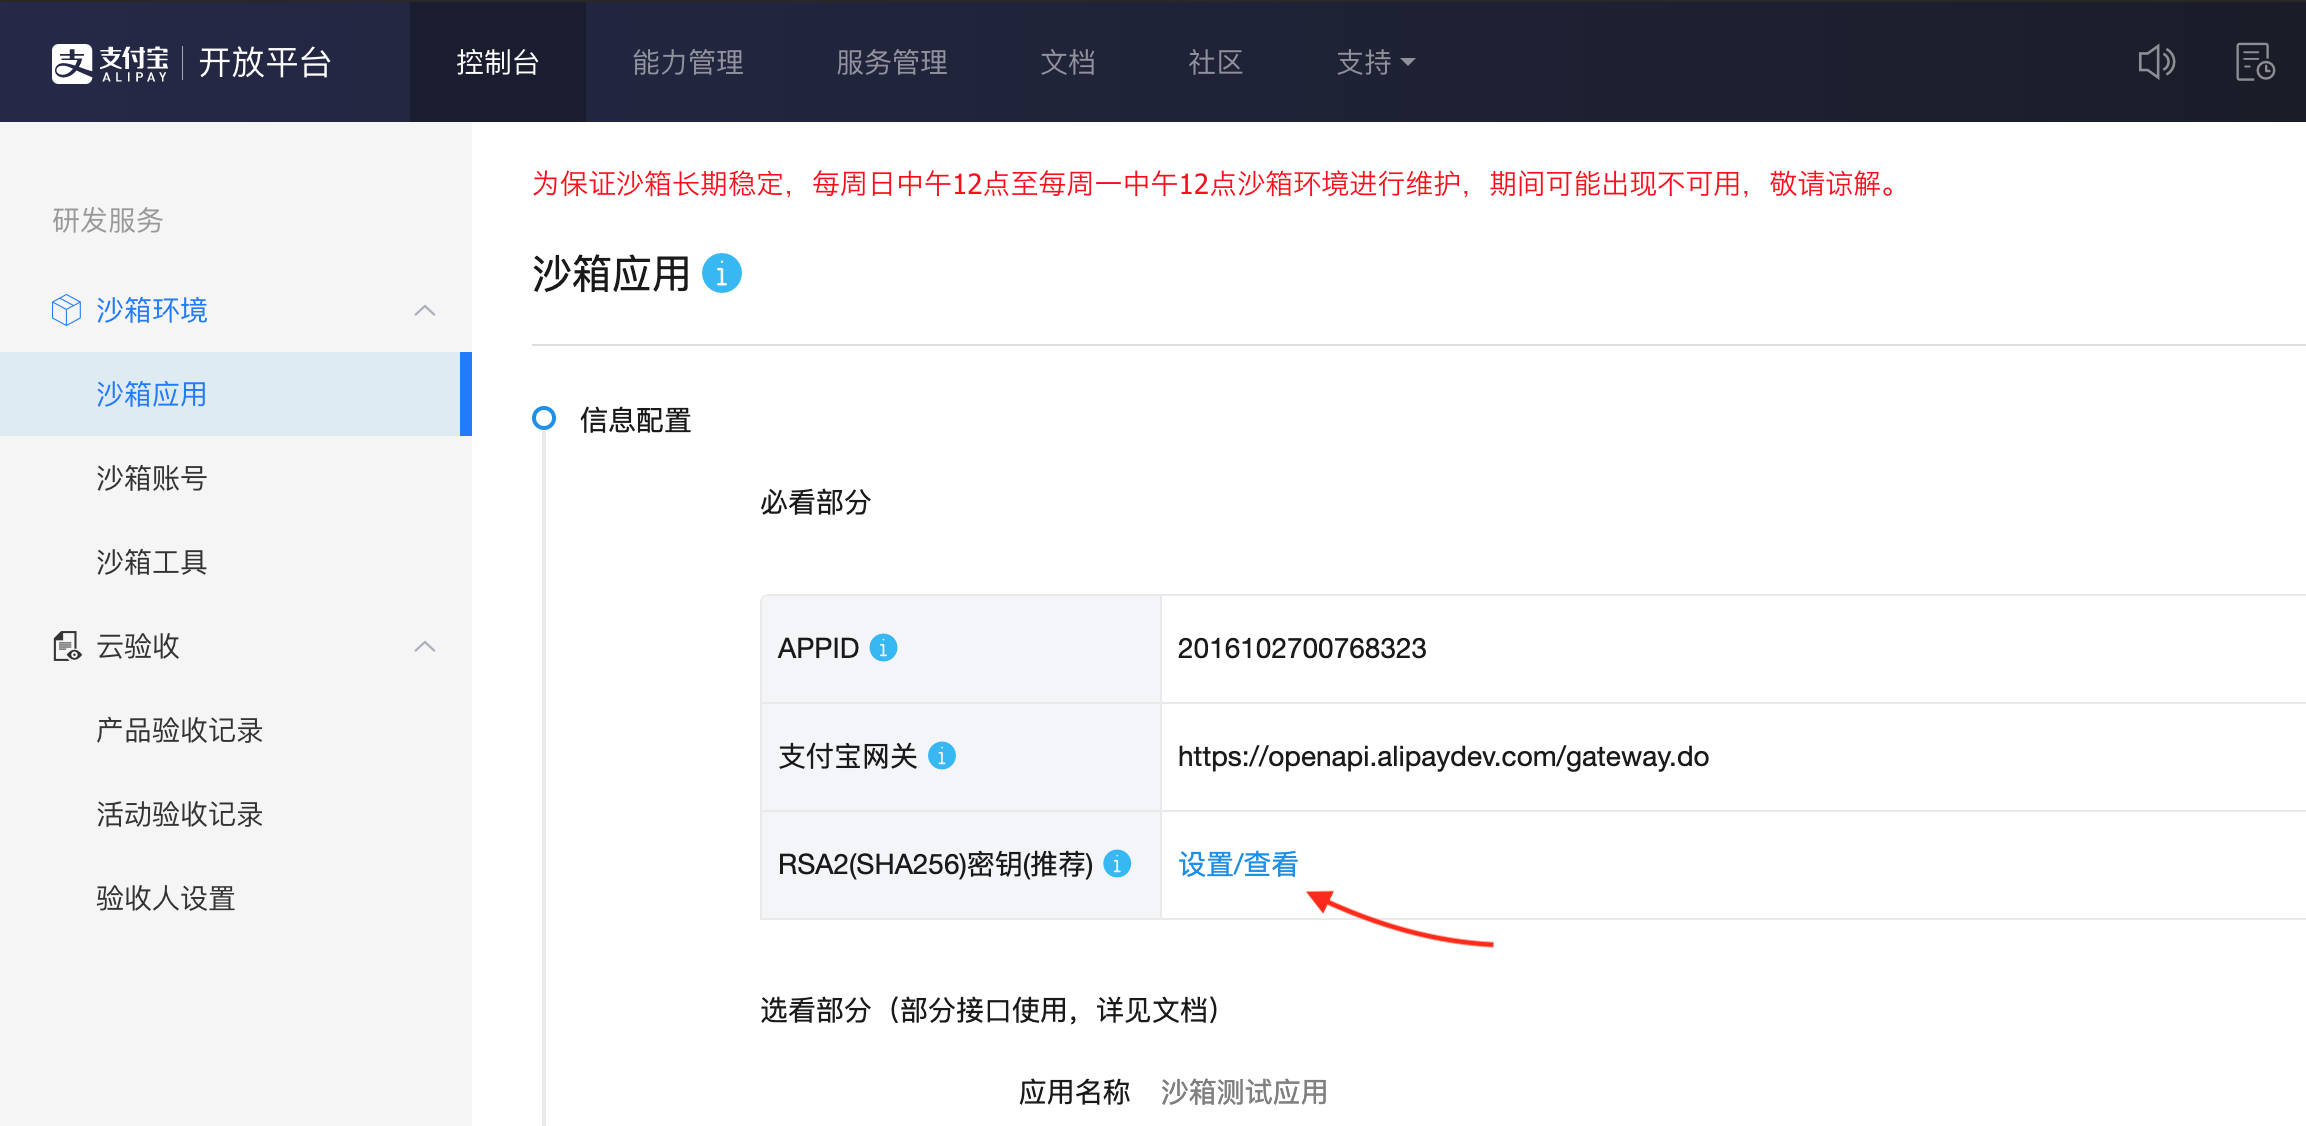 支付宝 ALIPAY 开放平台 控制台 能力管理 服务管理 文档 社区 支持
为保证沙箱长期稳定，每周日中午12点至每周一中午12点沙箱环境进行维护，期间可能出现不可用，敬请谅解。
研发服务
沙箱环境
沙箱应用
沙箱账号
沙箱工具
云验收
产品验收记录
活动验收记录
验收人设置
沙箱应用
信息配置
必看部分
APPID 2016102700768323
支付宝网关 https://openapi.alipaydev.com/gateway.do
RSA2(SHA256)密钥(推荐) 设置/查看
选看部分（部分接口使用，详见文档）
应用名称 沙箱测试应用